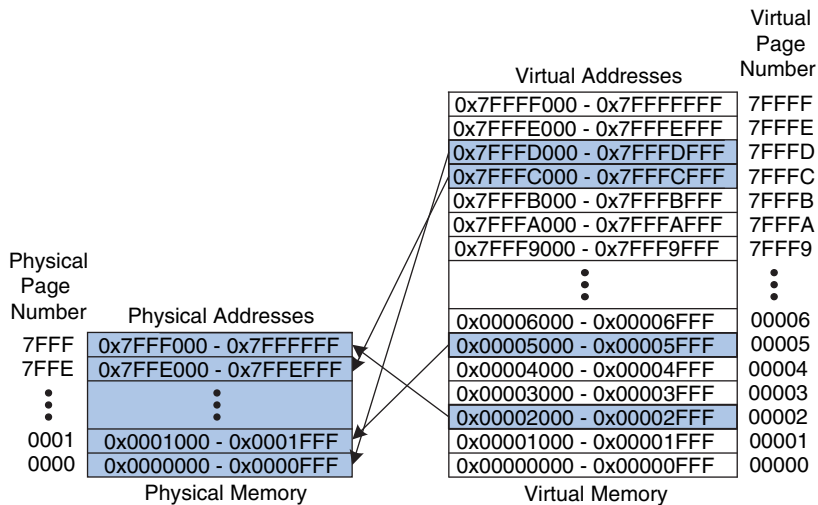 Virtual
Page
Number
Virtual Addresses
0x7FFFF000 - 0x7FFFFFFF 7FFFF
0x7FFFE000 - 0x7FFFEFFF 7FFFE
0x7FFFD000 - 0x7FFFDFFF 7FFFD
0x7FFFC000 - 0x7FFFCFFF 7FFFC
0x7FFFB000 - 0x7FFFBFFF 7FFFB
0x7FFFA000 - 0x7FFFAFFF 7FFFA
0x7FFF9000 - 0x7FFF9FFF 7FFF9
0x00006000 - 0x00006FFF 00006
0x00005000 - 0x00005FFF 00005
0x00004000 - 0x00004FFF 00004
0x00003000 - 0x00003FFF 00003
0x00002000 - 0x00002FFF 00002
0x00001000 - 0x00001FFF 00001
0x00000000 - 0x00000FFF 00000
Virtual Memory
Physical
Page
Number
Physical Addresses
7FFF 0x7FFF000 - 0x7FFFFFF
7FFE 0x7FFE000 - 0x7FFEFFF
0001 0x0001000 - 0x0001FFF
0000 0x0000000 - 0x0000FFF
Physical Memory